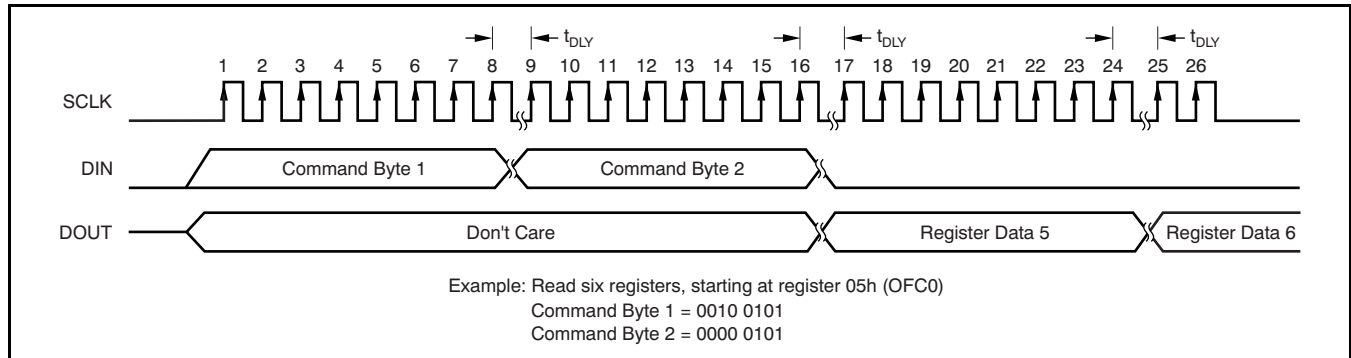 t_DLY t_DLY t_DLY
1 2 3 4 5 6 7 8 9 10 11 12 13 14 15 16 17 18 19 20 21 22 23 24 25 26
SCLK
DIN Command Byte 1 Command Byte 2
DOUT Don't Care Register Data 5 Register Data 6
Example: Read six registers, starting at register 05h (OFC0)
Command Byte 1 = 0010 0101
Command Byte 2 = 0000 0101